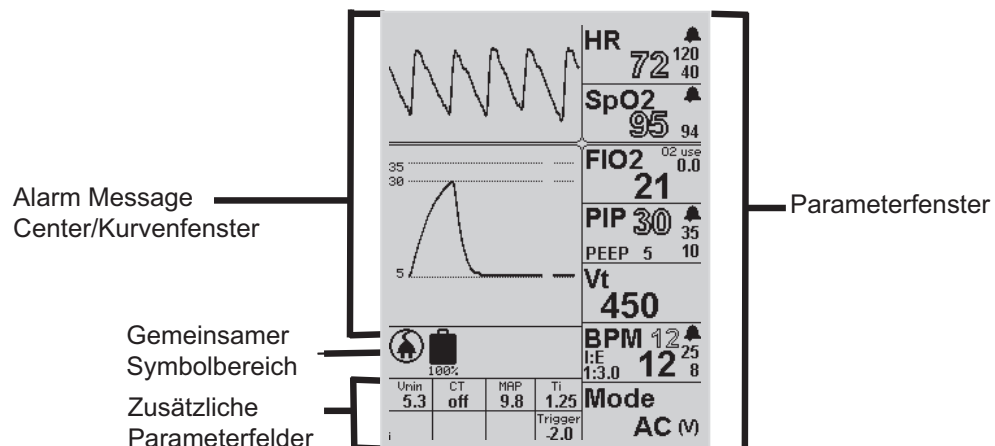 Alarm Message
Center/Kurvenfenster
Gemeinsamer
Symbolbereich
Zusätzliche
Parameterfelder
35
30
5
100%
Vmin
5.3
CT
off
MAP
9.8
Ti
1.25
Trigger
-2.0
i
HR
72
120
40
SpO2
95
94
FIO2
O2 use
0.0
21
PIP
30
35
PEEP 5
10
Vt
450
BPM
12
25
I:E
1:3.0
12
8
Mode
AC (V)
Parameterfenster